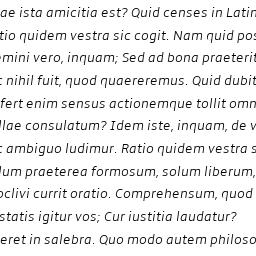 ae ista amicitia est? Quid censes in Latin
tio quidem vestra sic cogit. Nam quid pos
emini vero, inquam; Sed ad bona praeterit
c nihil fuit, quod quaereremus. Quid dubit
fert enim sensus actionemque tollit omn
llae consulatum? Idem iste, inquam, de v
c ambiguo ludimur. Ratio quidem vestra s
lum praeterea formosum, solum liberum,
oclivi currit oratio. Comprehensum, quod
statis igitur vos; Cur iustitia laudatur?
eret in salebra. Quo modo autem philoso